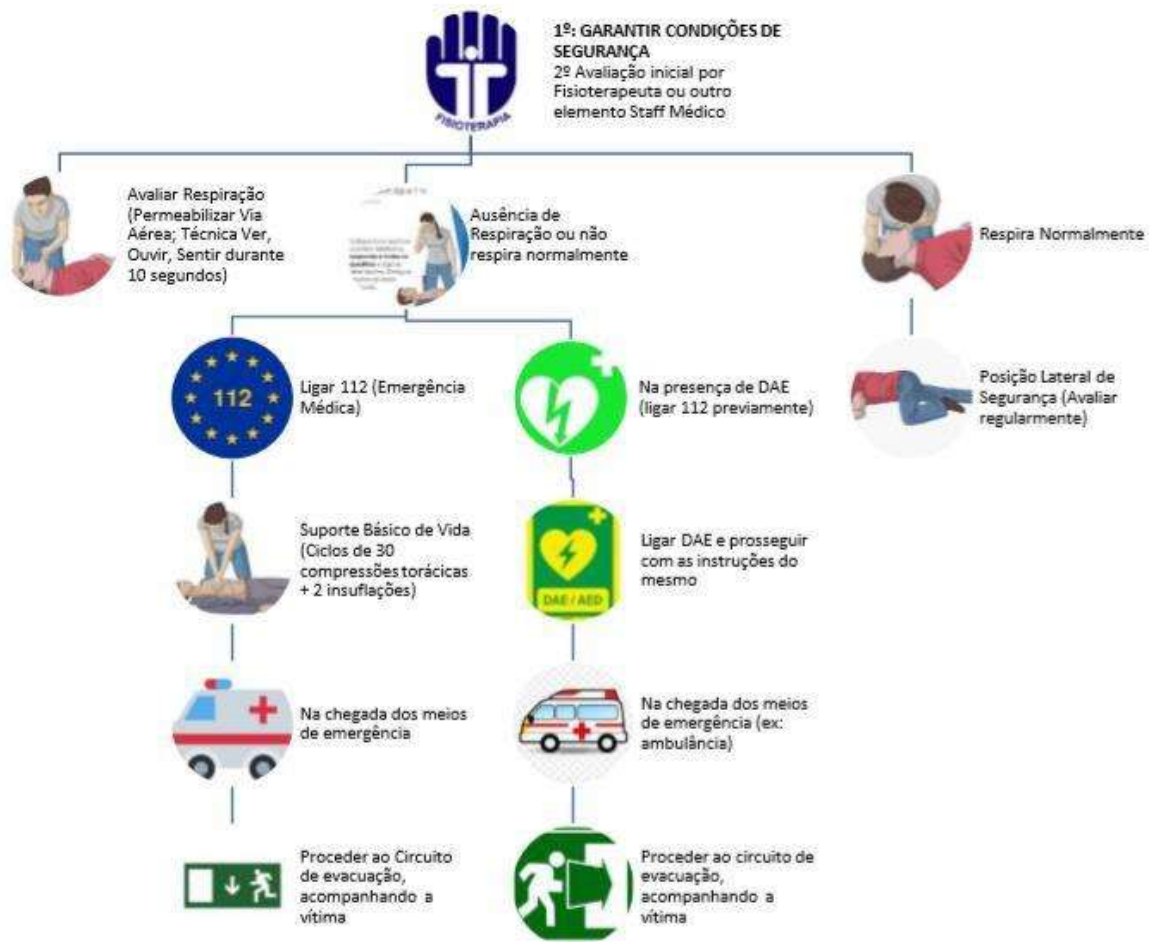 1º: GARANTIR CONDIÇÕES DE
SEGURANÇA
2º Avaliação inicial por
Fisioterapeuta ou outro
elemento Staff Médico
FISIOTERAPIA
Avaliar Respiração
(Permeabilizar Via
Aérea; Técnica Ver,
Ouvir, Sentir durante
10 segundos)
Ausência de
Respiração ou não
respira normalmente
Respira Normalmente
112
Ligar 112 (Emergência
Médica)
Na presença de DAE
(ligar 112 previamente)
Posição Lateral de
Segurança (Avaliar
regularmente)
Suporte Básico de Vida
(Ciclos de 30
compressões torácicas
+ 2 insuflações)
DAE / AED
Ligar DAE e prosseguir
com as instruções do
mesmo
Na chegada dos meios
de emergência
Na chegada dos meios
de emergência (ex:
ambulância)
Proceder ao Circuito
de evacuação,
acompanhando a
vítima
Proceder ao circuito de
evacuação,
acompanhando a
vítima